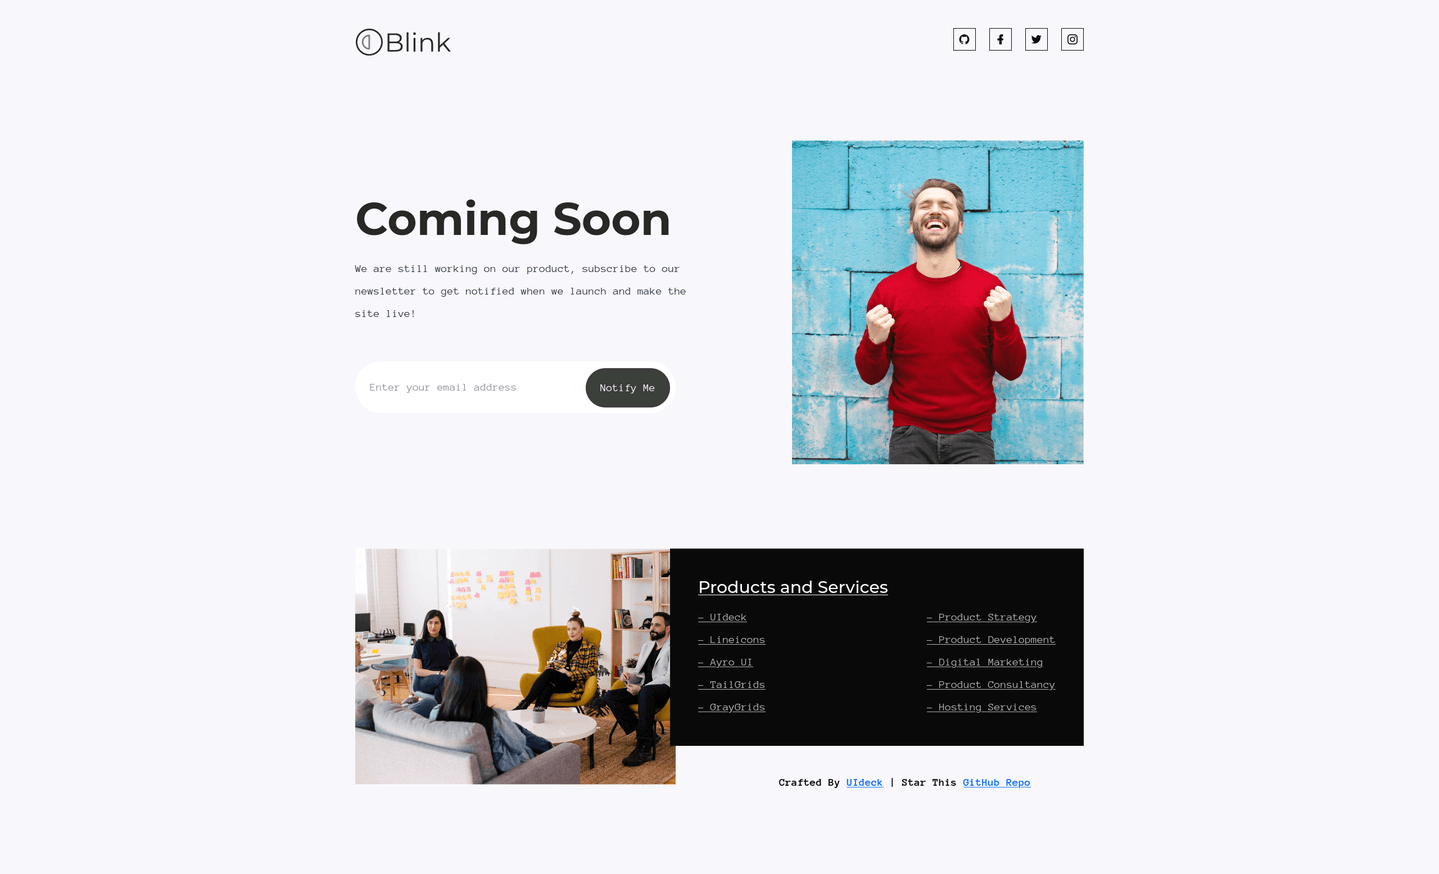 Blink
Coming Soon
We are still working on our product, subscribe to our
newsletter to get notified when we launch and make the
site live!
Enter your email address
Notify Me
Products and Services
– UIdeck
– Lineicons
– Ayro UI
– TailGrids
– GrayGrids
– Product Strategy
– Product Development
– Digital Marketing
– Product Consultancy
– Hosting Services
Crafted By UIdeck | Star This GitHub Repo